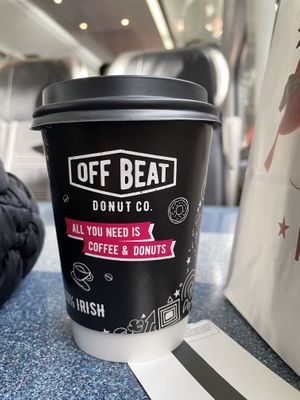 OFF BEAT
DONUT CO.
ALL YOU NEED IS
COFFEE & DONUTS
% IRISH